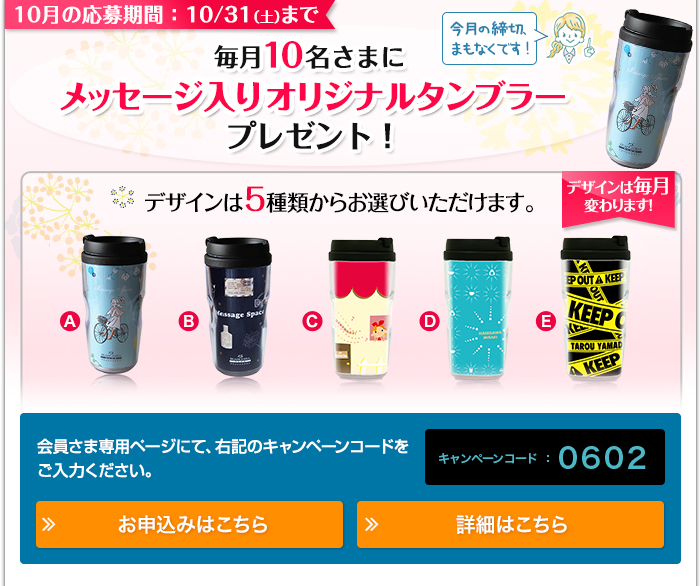 10月の応募期間：10/31(土)まで
今月の締切、
まもなくです！
毎月10名さまに
メッセージ入りオリジナルタンブラー
プレゼント！
デザインは5種類からお選びいただけます。
デザインは毎月
変わります!
A
B
Message Space
C
D
E
KEEP OUT
KEEP
OUT
KEEP O
TAROU YAMAD
KEEP
会員さま専用ページにて、右記のキャンペーンコードを
ご入力ください。
キャンペーンコード ： 0602
お申込みはこちら
詳細はこちら